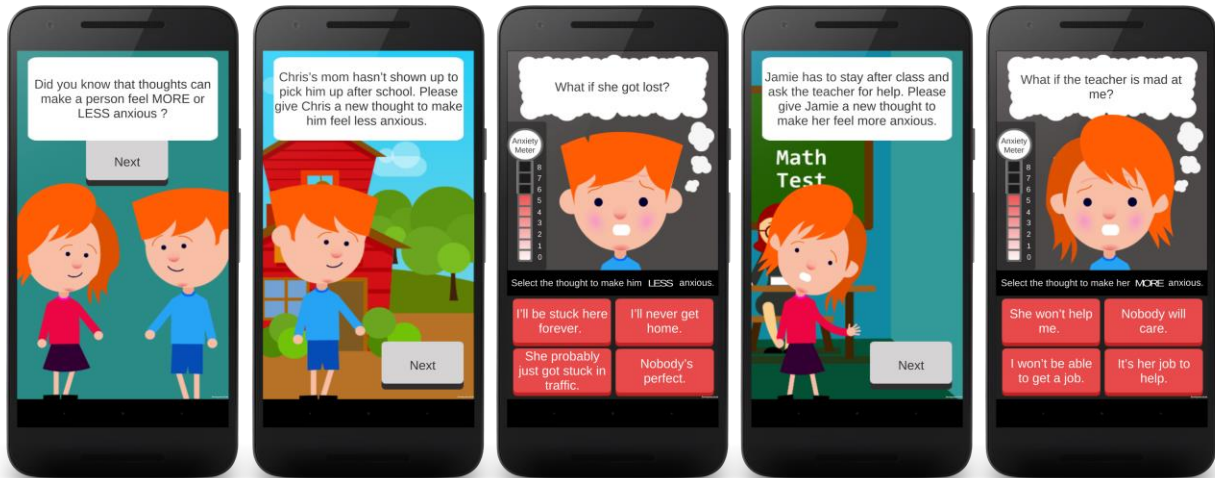 Did you know that thoughts can
make a person feel MORE or
LESS anxious ?
Next
Chris's mom hasn't shown up to
pick him up after school. Please
give Chris a new thought to make
him feel less anxious.
Next
What if she got lost?
Anxiety
Meter
8
7
6
5
4
3
2
1
0
Select the thought to make him LESS anxious.
I'll be stuck here
forever.
I'll never get
home.
She probably
just got stuck in
traffic.
Nobody's
perfect.
Jamie has to stay after class and
ask the teacher for help. Please
give Jamie a new thought to
make her feel more anxious.
Math
Test
Next
What if the teacher is mad at
me?
Anxiety
Meter
8
7
6
5
4
3
2
1
0
Select the thought to make her MORE anxious.
She won't help
me.
Nobody will
care.
I won't be able
to get a job.
It's her job to
help.